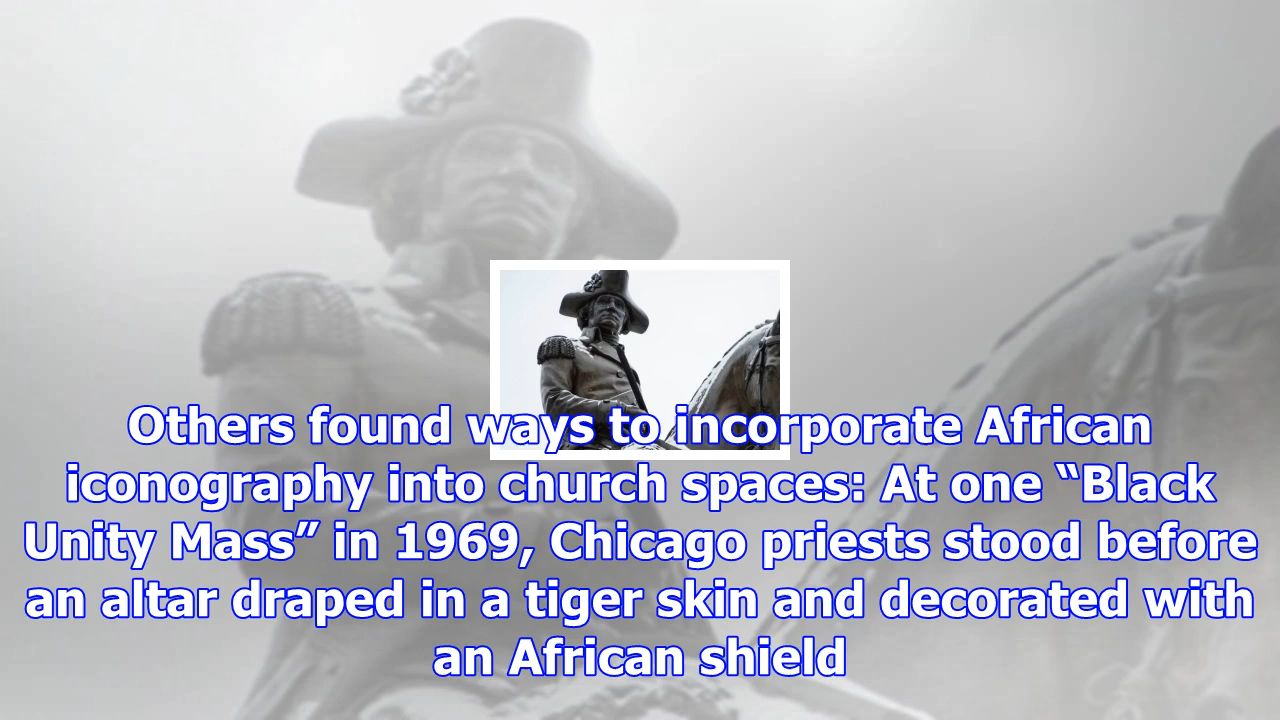 Others found ways to incorporate African
iconography into church spaces: At one “Black
Unity Mass” in 1969, Chicago priests stood before
an altar draped in a tiger skin and decorated with
an African shield